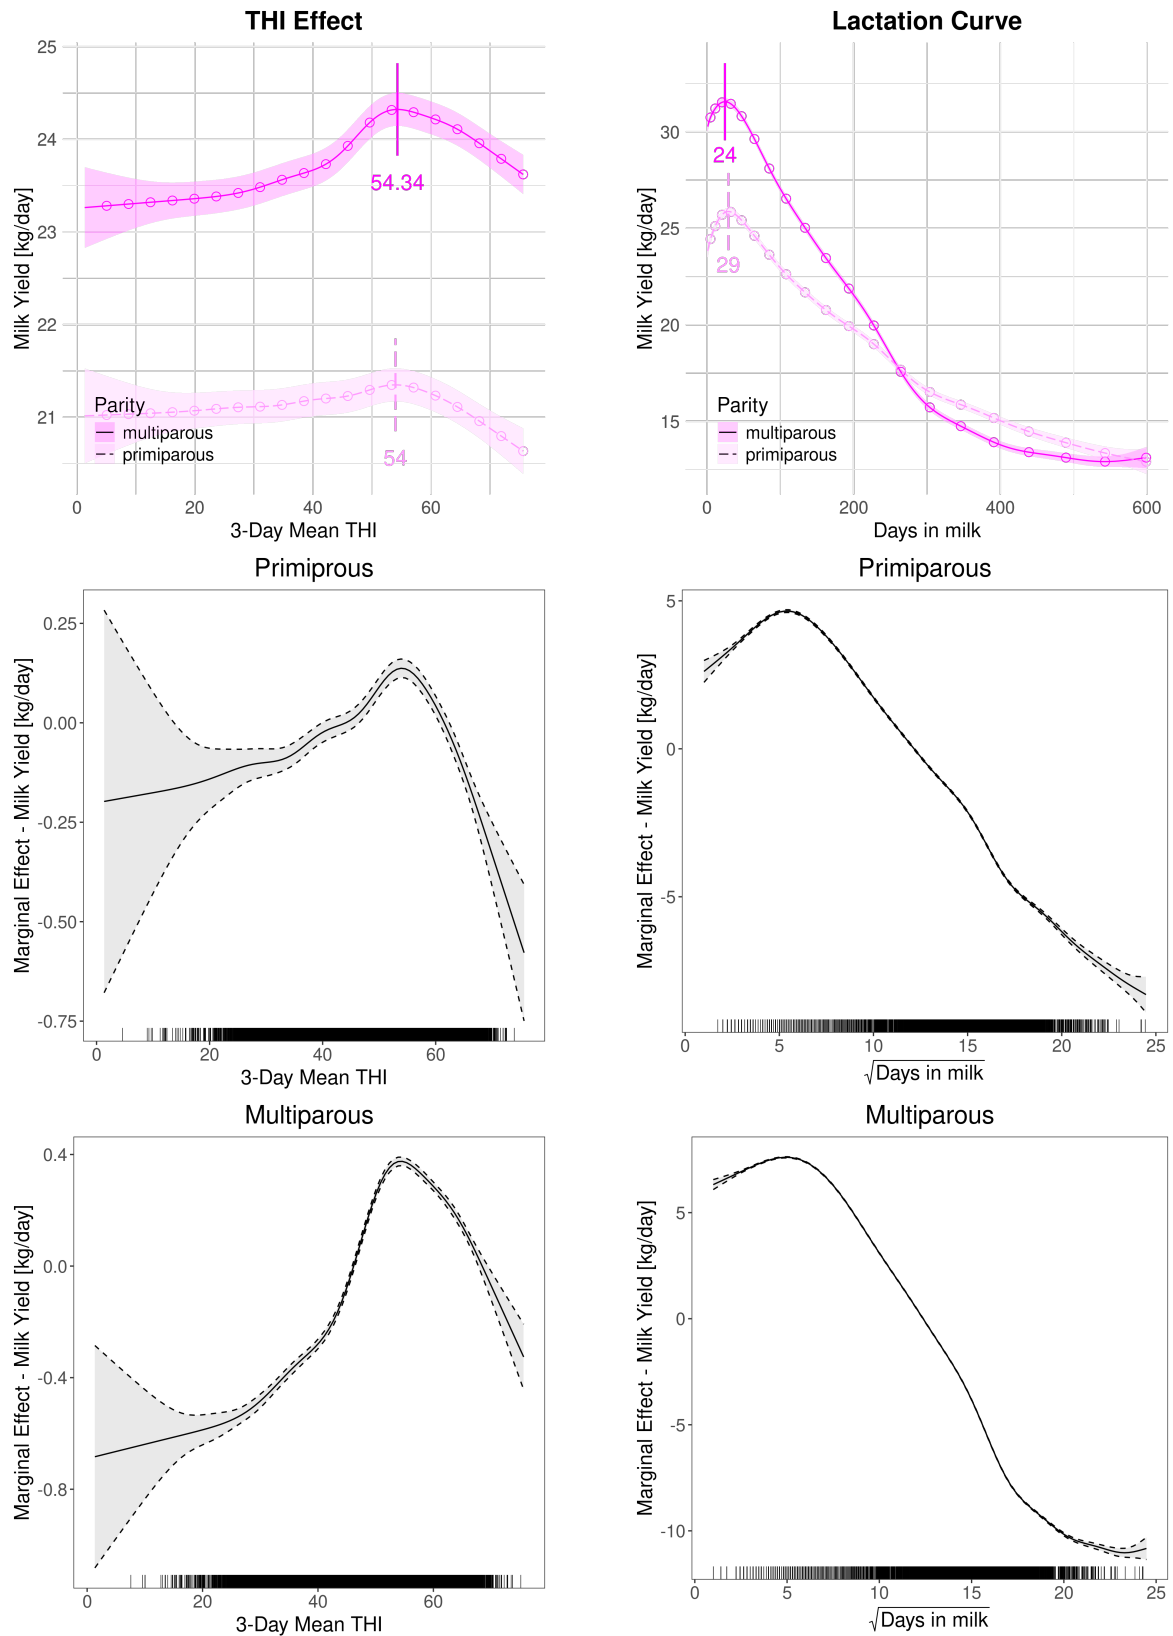 THI Effect
Milk Yield [kg/day]
25
24
23
22
21
54.34
54
Parity
multiparous
primiparous
0 20 40 60
3-Day Mean THI
Lactation Curve
Milk Yield [kg/day]
30
25
20
15
24
29
Parity
multiparous
primiparous
0 200 400 600
Days in milk
Primiprous
Marginal Effect - Milk Yield [kg/day]
0.25
0.00
-0.25
-0.50
-0.75
0 20 40 60
3-Day Mean THI
Primiparous
Marginal Effect - Milk Yield [kg/day]
5
0
-5
0 5 10 15 20 25
√Days in milk
Multiparous
Marginal Effect - Milk Yield [kg/day]
0.4
0.0
-0.4
-0.8
0 20 40 60
3-Day Mean THI
Multiparous
Marginal Effect - Milk Yield [kg/day]
5
0
-5
-10
0 5 10 15 20 25
√Days in milk